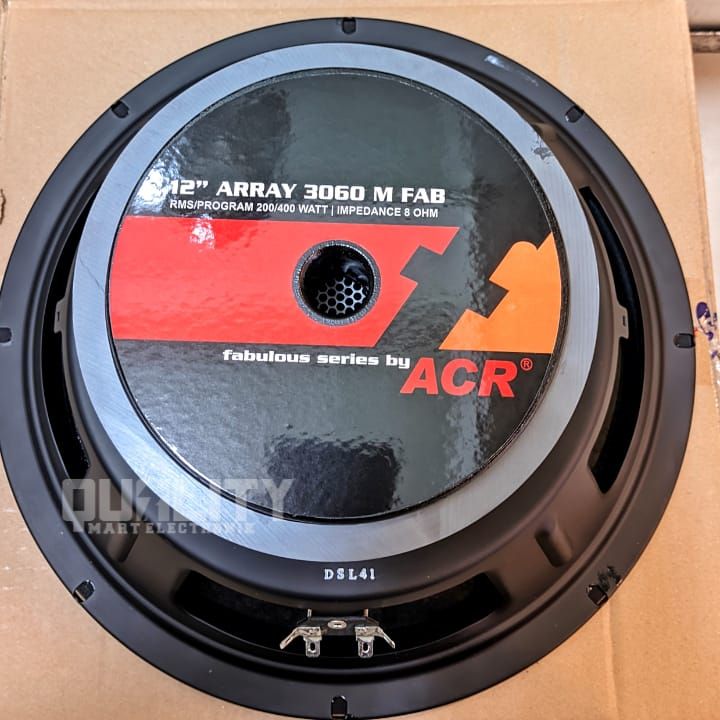 12” ARRAY 3060 M FAB
RMS/PROGRAM 200/400 WATT | IMPEDANCE 8 OHM
fabulous series by
ACR®
QUALITY
MART ELECTRONIK
DSL41